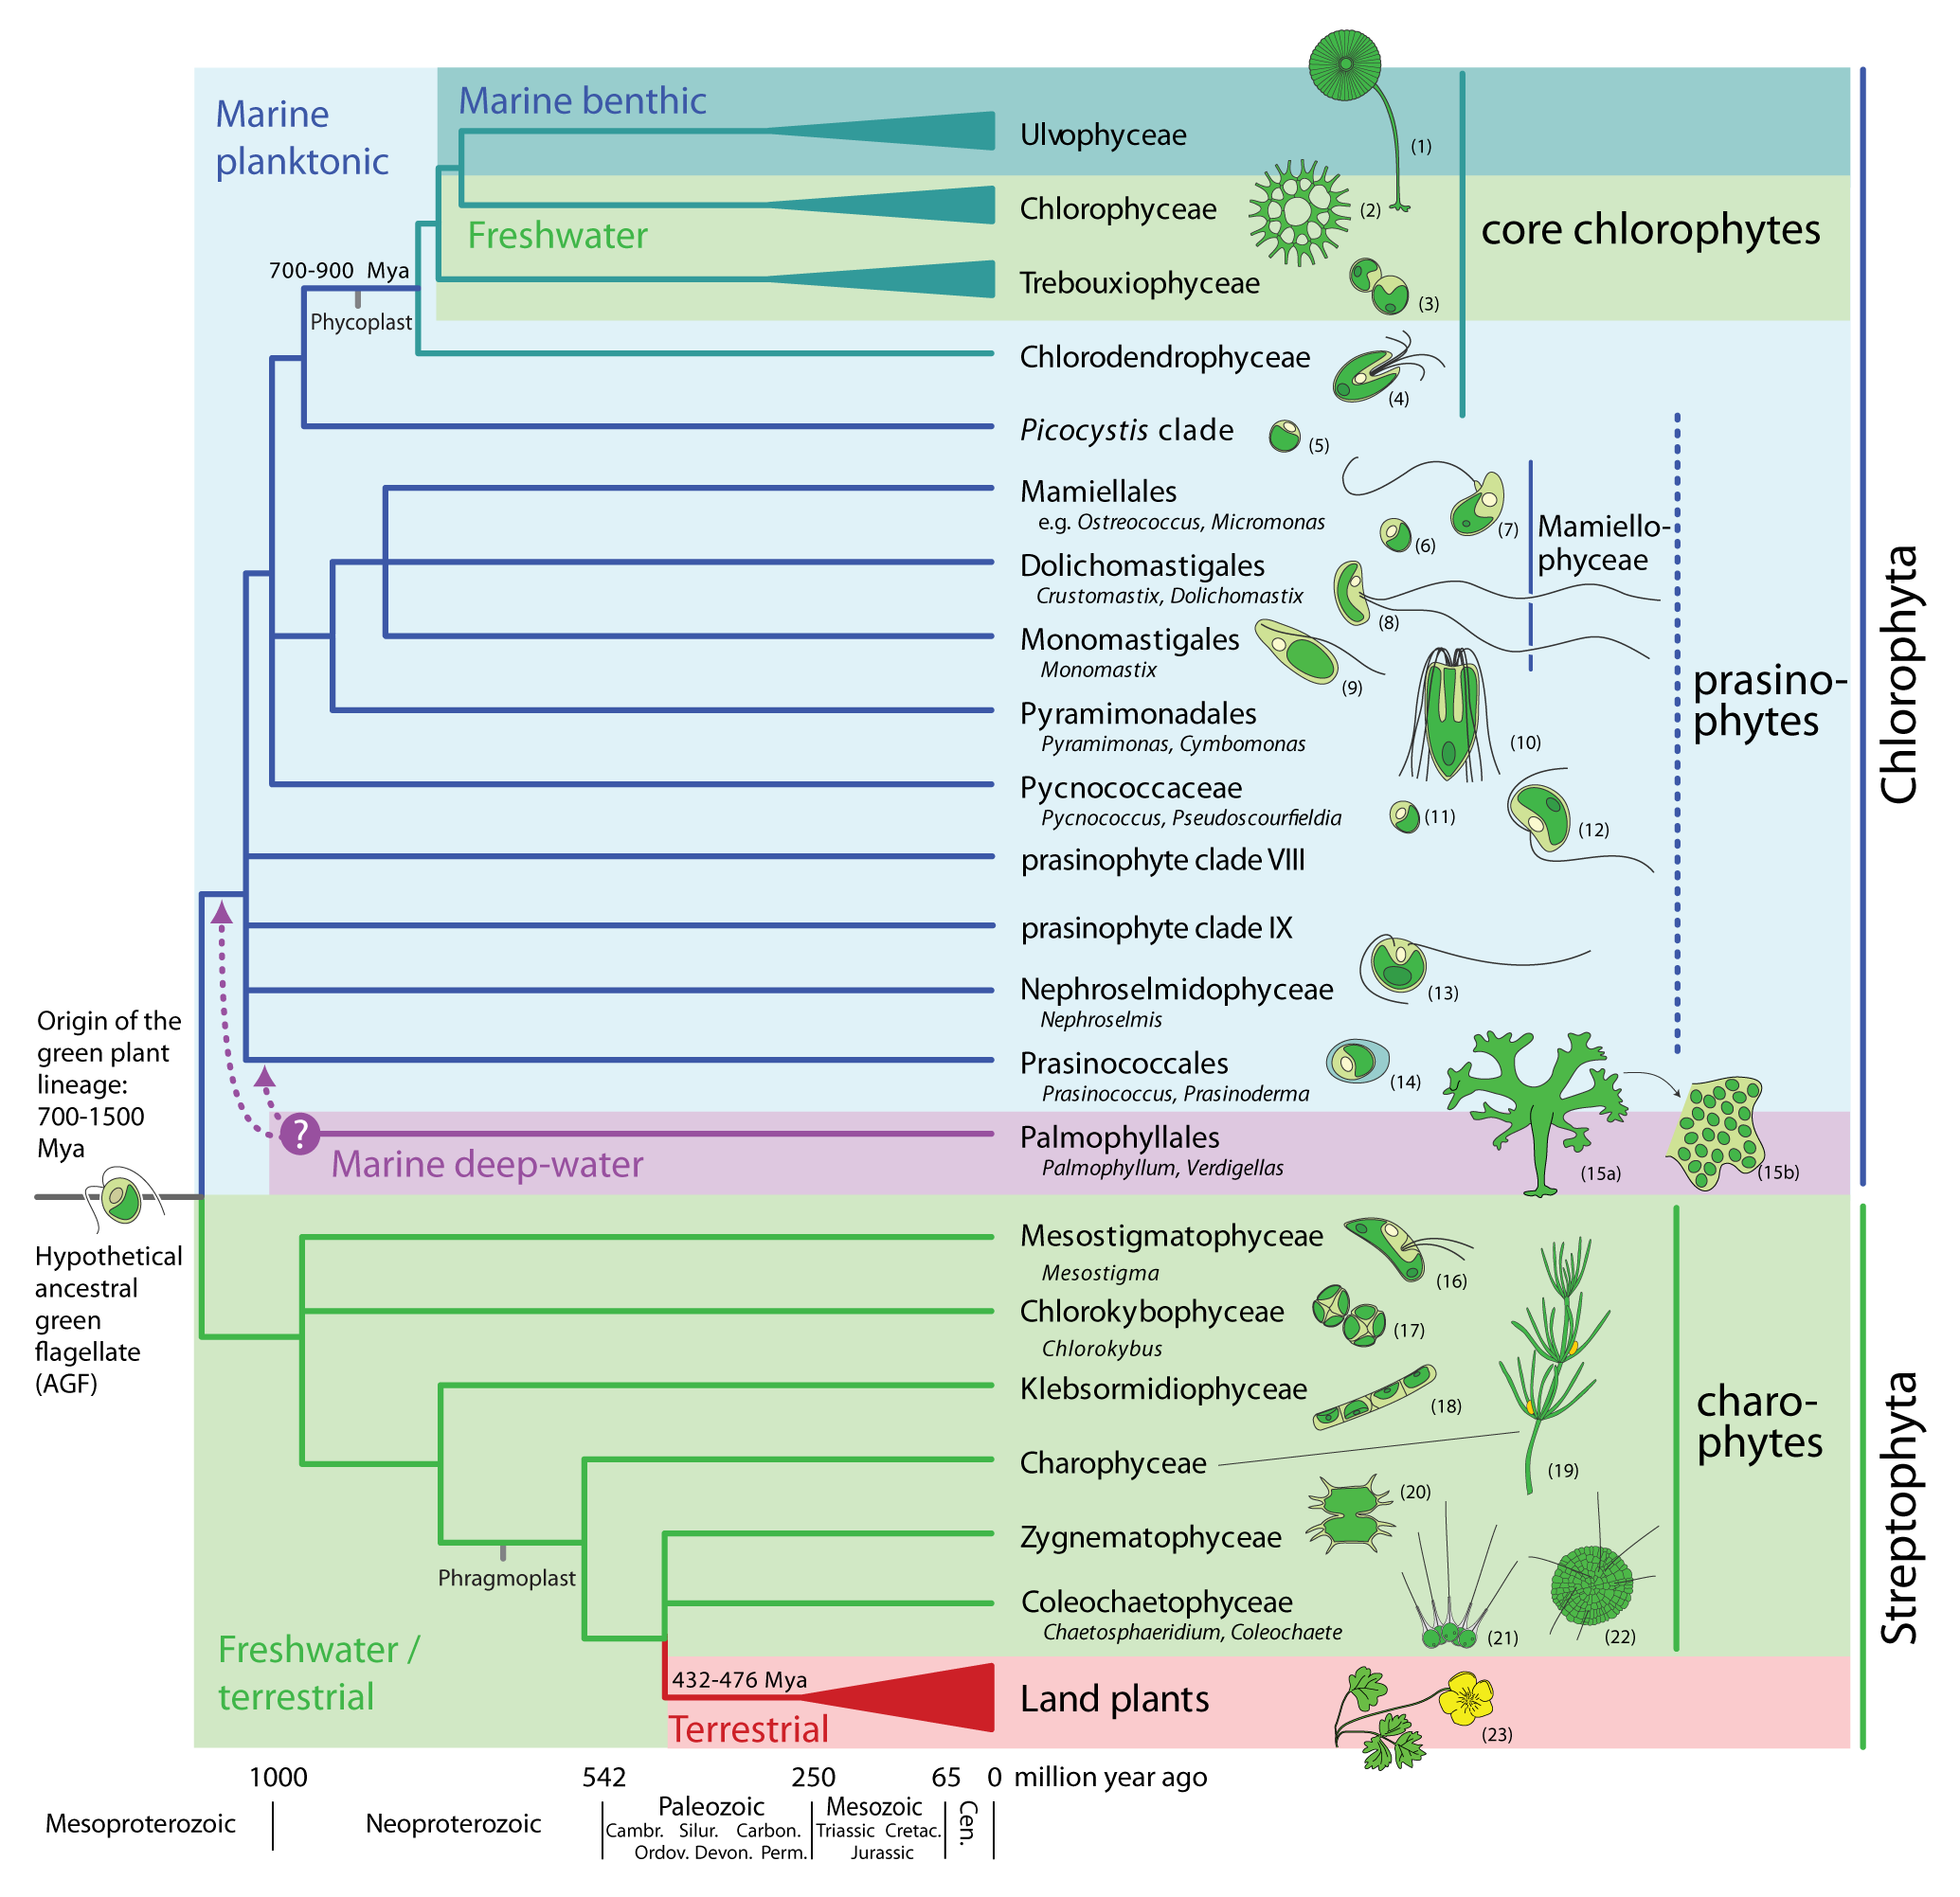 Marine
planktonic
Marine benthic
Ulvophyceae
(1)
Chlorophyceae
(2)
Freshwater
core chlorophytes
700-900 Mya
Phycoplast
Trebouxiophyceae
(3)
Chlorodendrophyceae
(4)
Picocystis clade
(5)
Mamiellales
e.g. Ostreococcus, Micromonas
(6)
(7)
Mamiello-
phyceae
Dolichomastigales
Crustomastix, Dolichomastix
(8)
Monomastigales
Monomastix
(9)
prasino-
phytes
Chlorophyta
Pyramimonadales
Pyramimonas, Cymbomonas
(10)
Pycnococcaceae
Pycnococcus, Pseudoscourfieldia
(11)
(12)
prasinophyte clade VIII
prasinophyte clade IX
Nephroselmidophyceae
Nephroselmis
(13)
Prasinococcales
Prasinococcus, Prasinoderma
(14)
Origin of the
green plant
lineage:
700-1500
Mya
?
Marine deep-water
Palmophyllales
Palmophyllum, Verdigellas
(15a)
(15b)
Hypothetical
ancestral
green
flagellate
(AGF)
Mesostigmatophyceae
Mesostigma
(16)
Chlorokybophyceae
Chlorokybus
(17)
Klebsormidiophyceae
(18)
charo-
phytes
Streptophyta
Charophyceae
(19)
Zygnematophyceae
(20)
Phragmoplast
Coleochaetophyceae
Chaetosphaeridium, Coleochaete
(21)
(22)
Freshwater /
terrestrial
432-476 Mya
Terrestrial
Land plants
(23)
1000 542 250 65 0 million year ago
Mesoproterozoic Neoproterozoic Paleozoic Mesozoic Cen.
Cambr. Silur. Carbon. Triassic Cretac.
Ordov. Devon. Perm. Jurassic